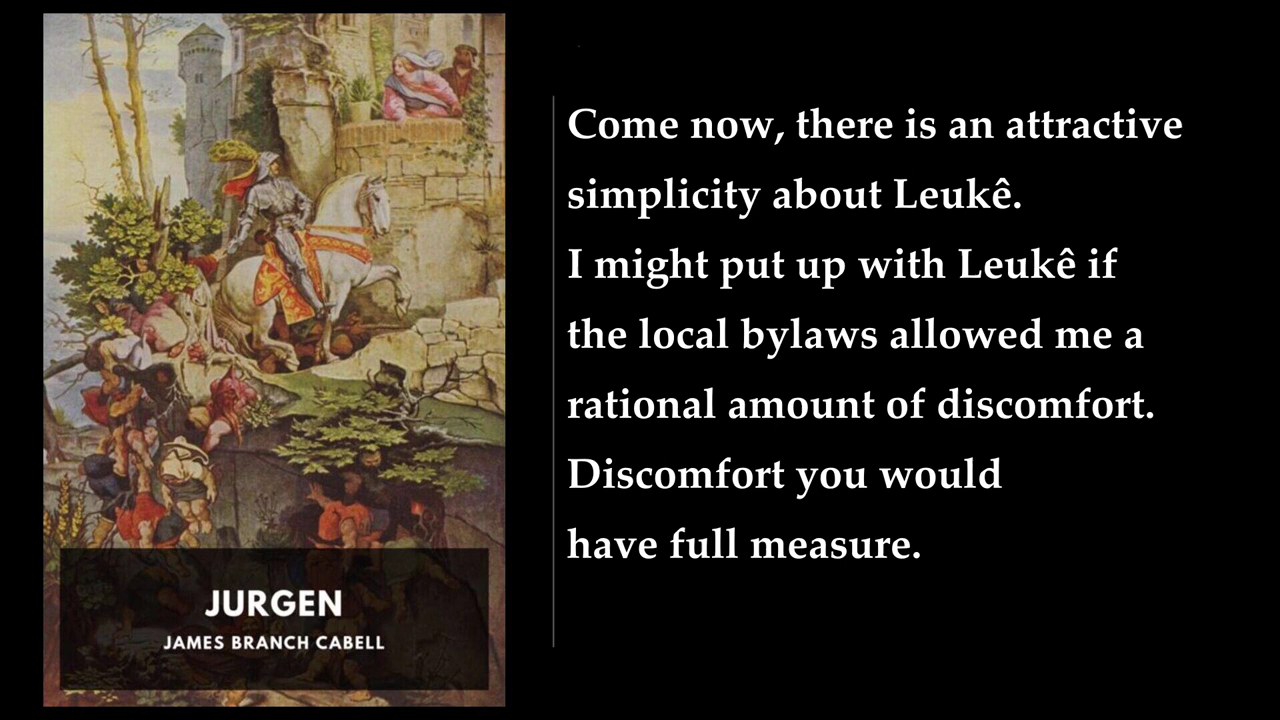 Come now, there is an attractive
simplicity about Leukê.
I might put up with Leukê if
the local bylaws allowed me a
rational amount of discomfort.
Discomfort you would
have full measure.
JURGEN
JAMES BRANCH CABELL